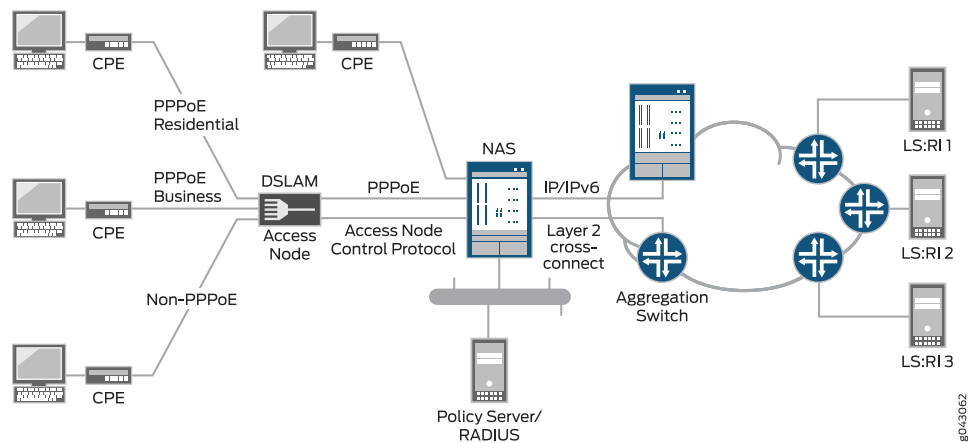 CPE
CPE
PPPoE
Residential
PPPoE
Business
CPE
DSLAM
Access
Node
Non–PPPoE
CPE
PPPoE
Access Node
Control Protocol
NAS
IP/IPv6
Layer 2
cross–
connect
Aggregation
Switch
Policy Server/
RADIUS
LS:RI 1
LS:RI 2
LS:RI 3
g043062